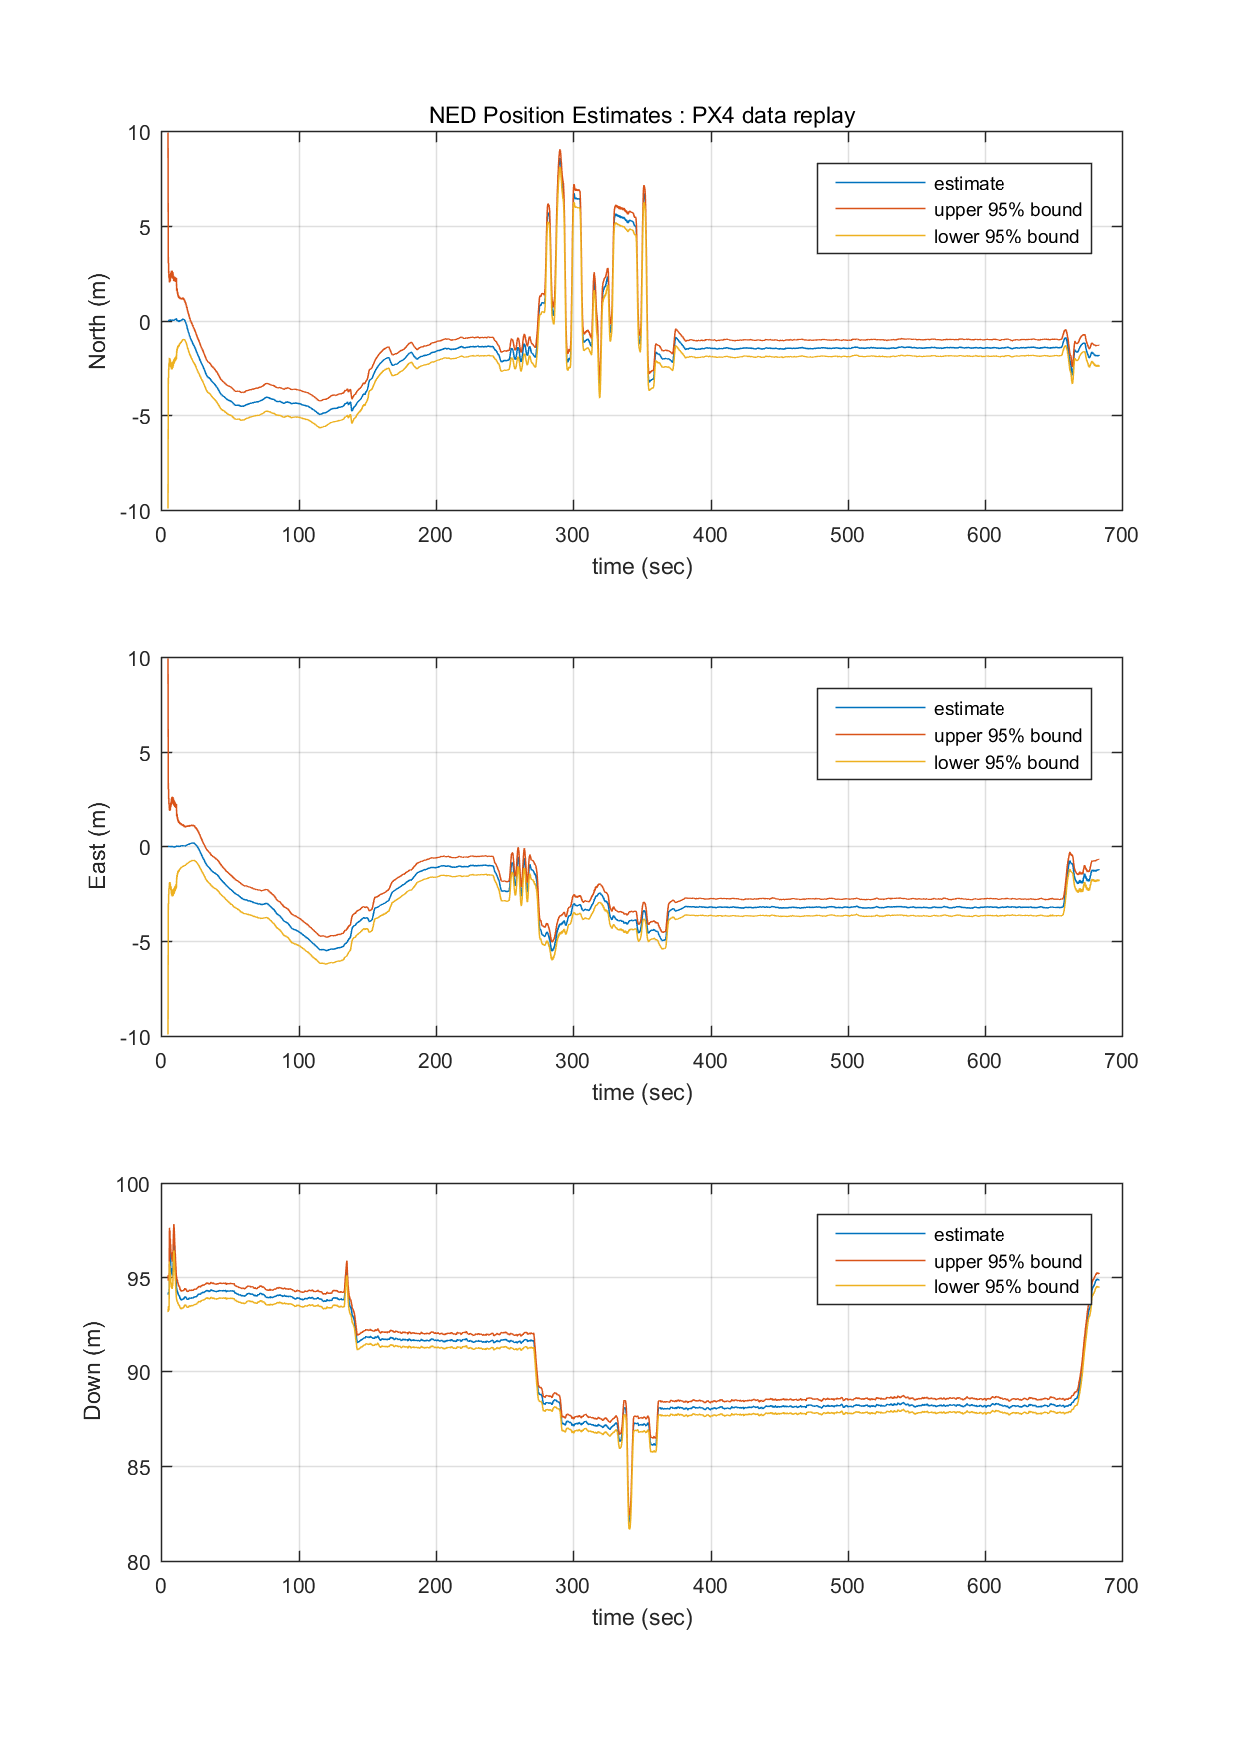 NED Position Estimates : PX4 data replay
10
5
0
-5
-10
North (m)
estimate
upper 95% bound
lower 95% bound
0 100 200 300 400 500 600 700
time (sec)
10
5
0
-5
-10
East (m)
estimate
upper 95% bound
lower 95% bound
0 100 200 300 400 500 600 700
time (sec)
100
95
90
85
80
Down (m)
estimate
upper 95% bound
lower 95% bound
0 100 200 300 400 500 600 700
time (sec)